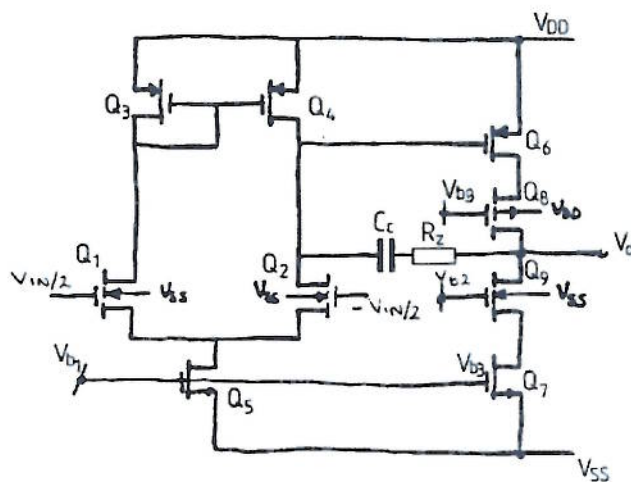 VDD
Q3
Q4
Q6
Vb3
Q8
VDD
Cc
Rz
Q1
Q2
Vb2
Q9
Vo
VIN/2
VSS
VSS
-VIN/2
VSS
Vb1
Q5
Vb3
Q7
VSS